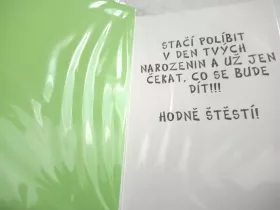 STAČÍ POLÍBIT
V DEN TVÝCH
NAROZENIN A UŽ JEN
ČEKAT, CO SE BUDE
DÍT!!!
HODNĚ ŠTĚSTÍ!